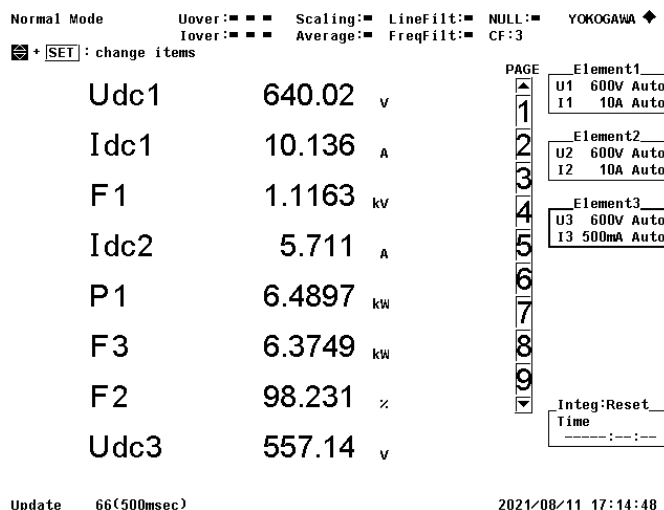 Normal Mode Uover:= = = Scaling:= LineFilt:= NULL:= YOKOGAWA ◆
Iover:= = = Average:= FreqFilt:= CF:3
+ SET : change items
PAGE
Udc1 640.02 V
Idc1 10.136 A
F1 1.1163 kV
Idc2 5.711 A
P1 6.4897 kW
F3 6.3749 kW
F2 98.231 %
Udc3 557.14 V
1
2
3
4
5
6
7
8
9
Element1
U1 600V Auto
I1 10A Auto
Element2
U2 600V Auto
I2 10A Auto
Element3
U3 600V Auto
I3 500mA Auto
Integ:Reset
Time
-----:--:--
Update 66(500msec) 2021/08/11 17:14:48